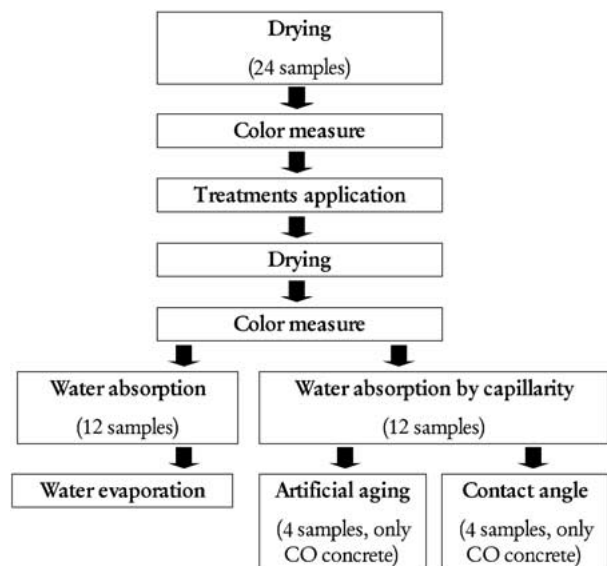 Drying
(24 samples)
Color measure
Treatments application
Drying
Color measure
Water absorption
(12 samples)
Water absorption by capillarity
(12 samples)
Water evaporation
Artificial aging
(4 samples, only
CO concrete)
Contact angle
(4 samples, only
CO concrete)